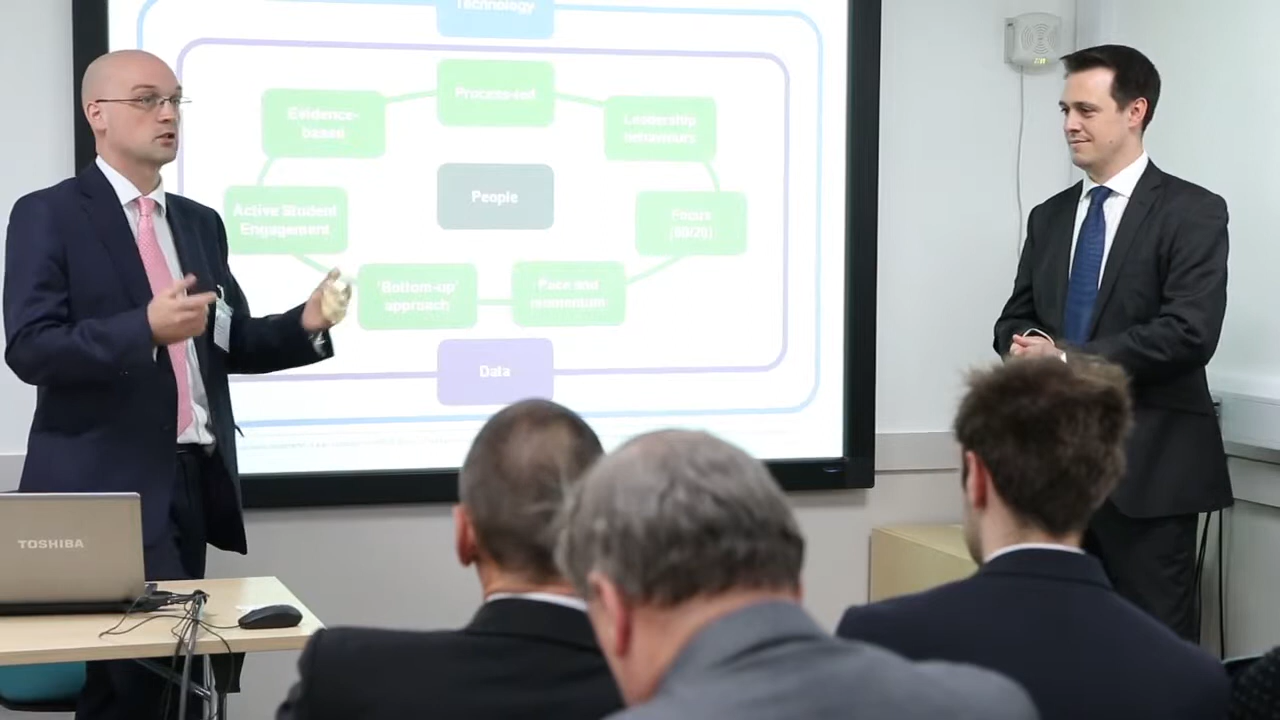 Technology
Process-led
Evidence-
based
Leadership
behaviours
People
Active Student
Engagement
Focus
(80/20)
'Bottom-up'
approach
Pace and
momentum
Data
TOSHIBA